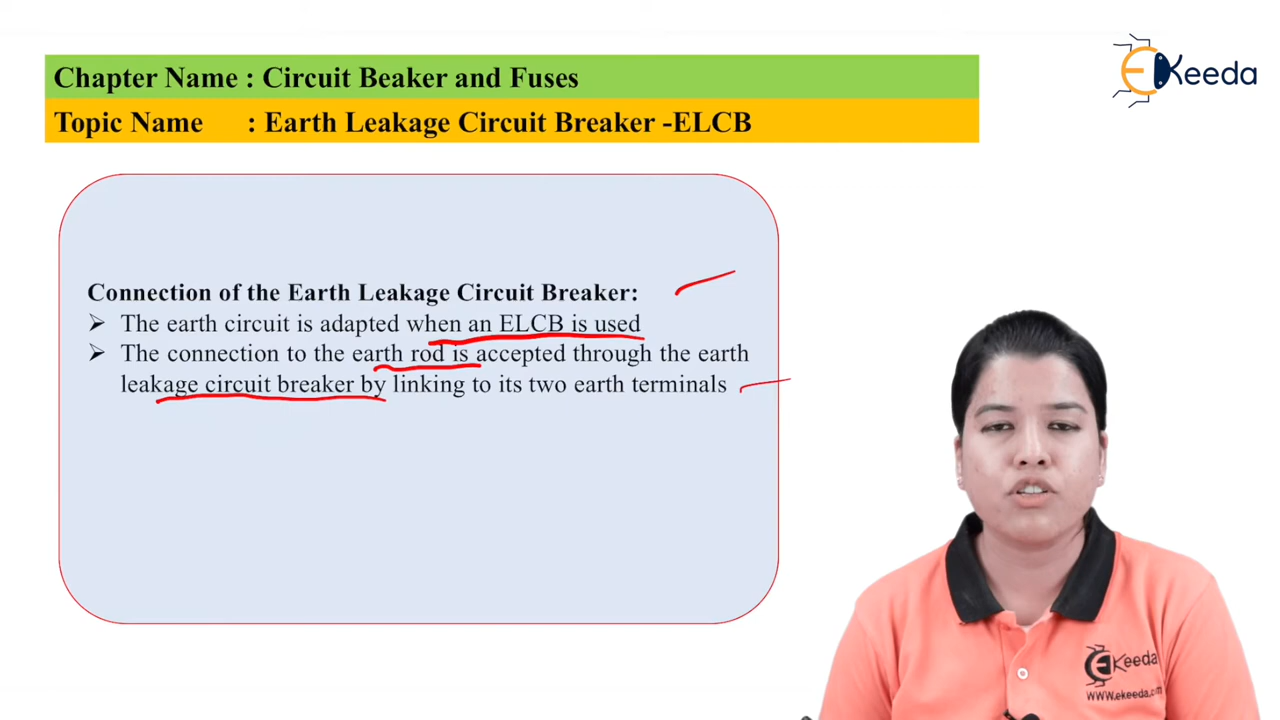 Keeda
Chapter Name : Circuit Beaker and Fuses
Topic Name : Earth Leakage Circuit Breaker -ELCB
Connection of the Earth Leakage Circuit Breaker:
➢ The earth circuit is adapted when an ELCB is used
➢ The connection to the earth rod is accepted through the earth
leakage circuit breaker by linking to its two earth terminals
EKeeda
www.ekeeda.com